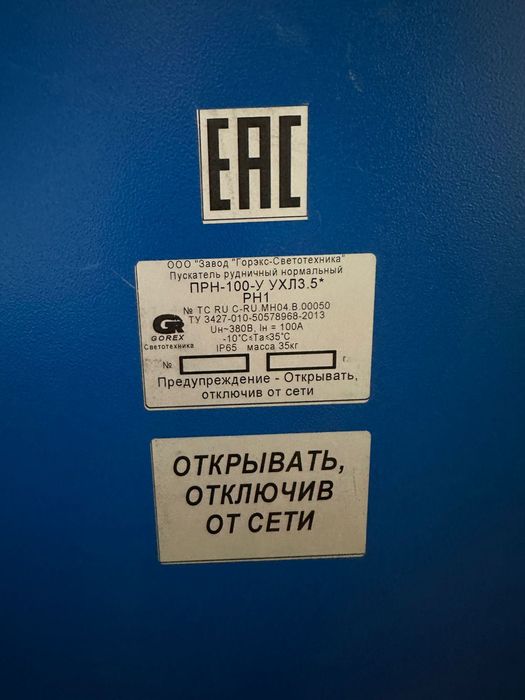 EAC
ООО "Завод "Горэкс-Светотехника"
Пускатель рудничный нормальный
ПРН-100-У УХЛ3.5*
РН1
№ ТС RU C-RU.МН04.В.00050
ТУ 3427-010-50578968-2013
Uн~380В, Iн = 100А
-10°С≤Та≤35°С
IP65 масса 35кг
GR
GOREX
Светотехника
№ г.
Предупреждение - Открывать,
отключив от сети
ОТКРЫВАТЬ,
ОТКЛЮЧИВ
ОТ СЕТИ